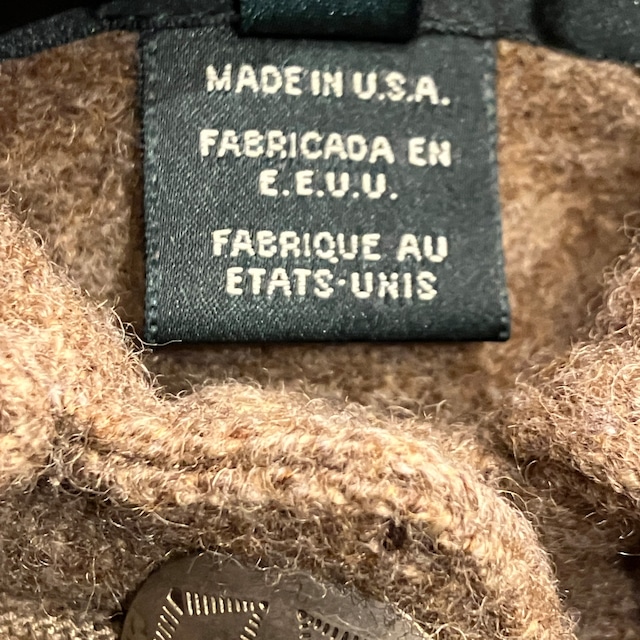 MADE IN U.S.A.
FABRICADA EN
E.E.U.U.
FABRIQUE AU
ETATS-UNIS